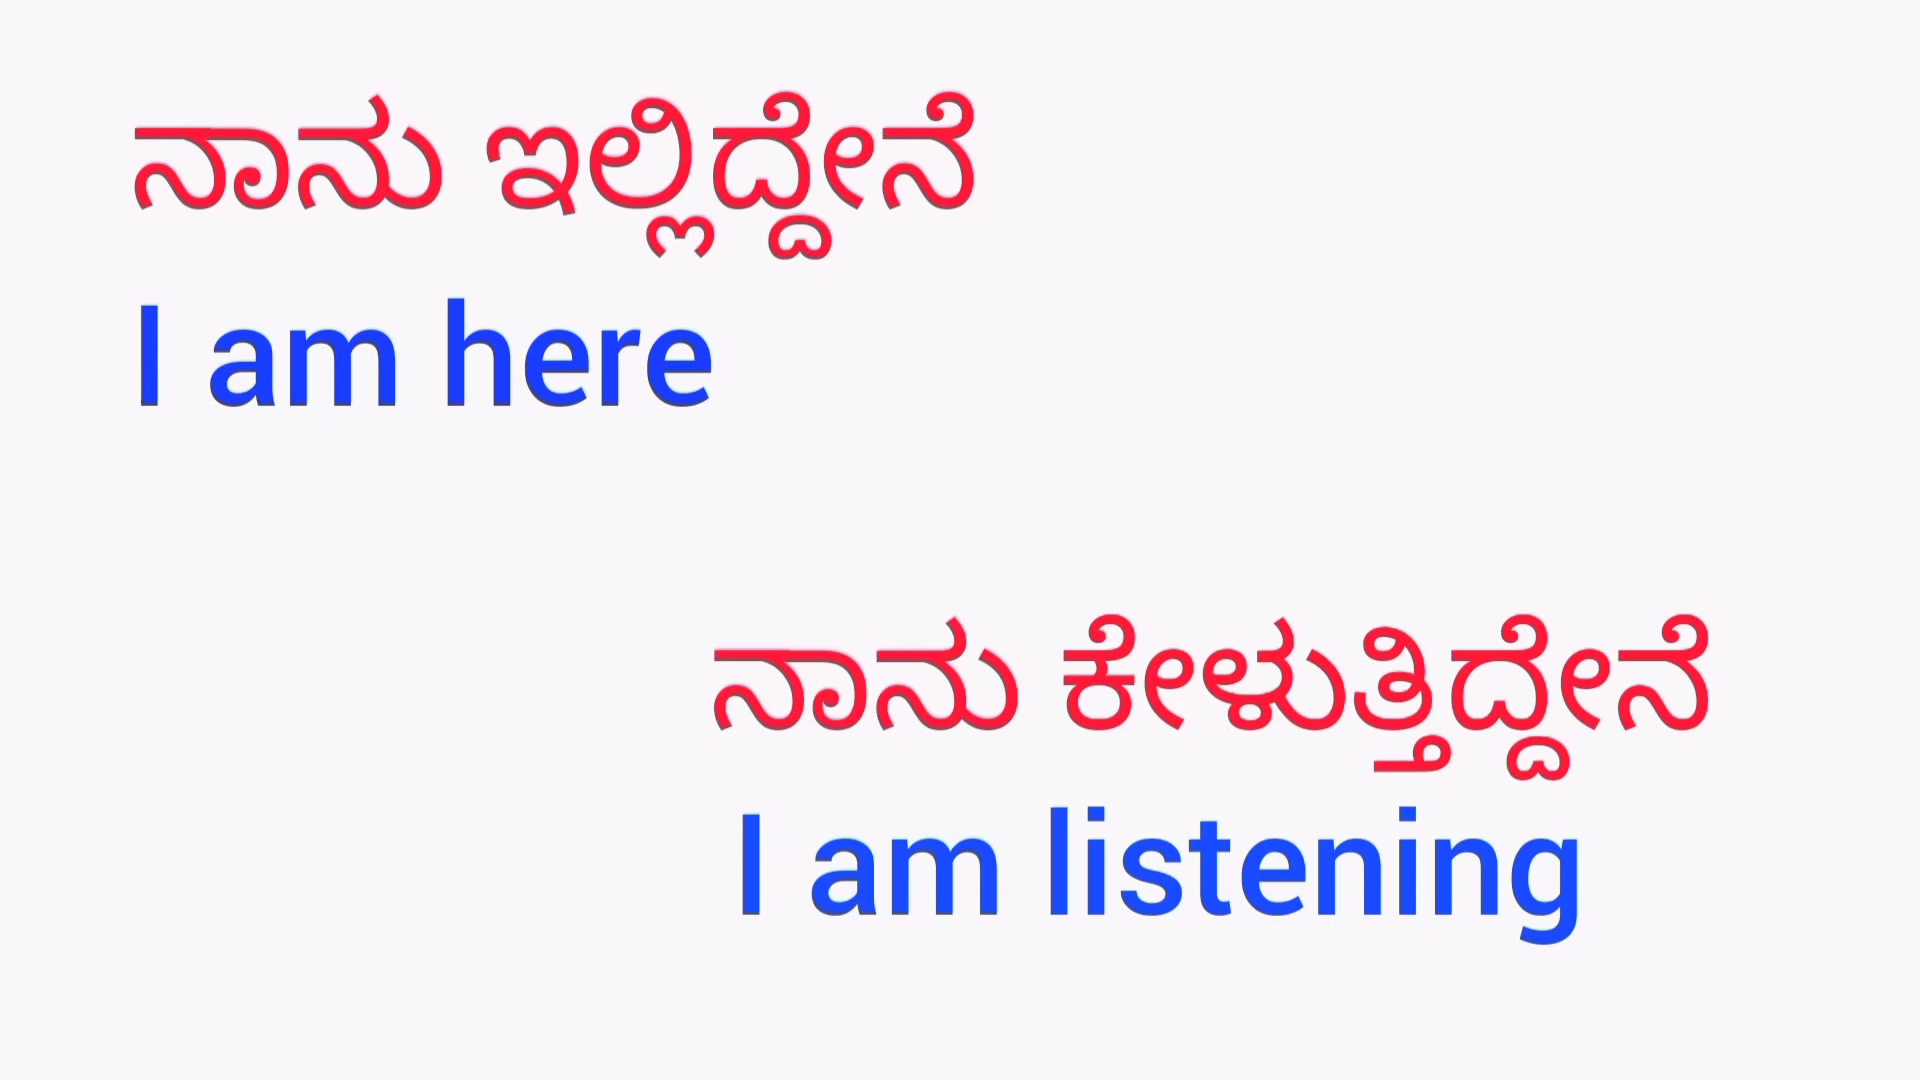 ನಾನು ಇಲ್ಲಿದ್ದೇನೆ
I am here
ನಾನು ಕೇಳುತ್ತಿದ್ದೇನೆ
I am listening